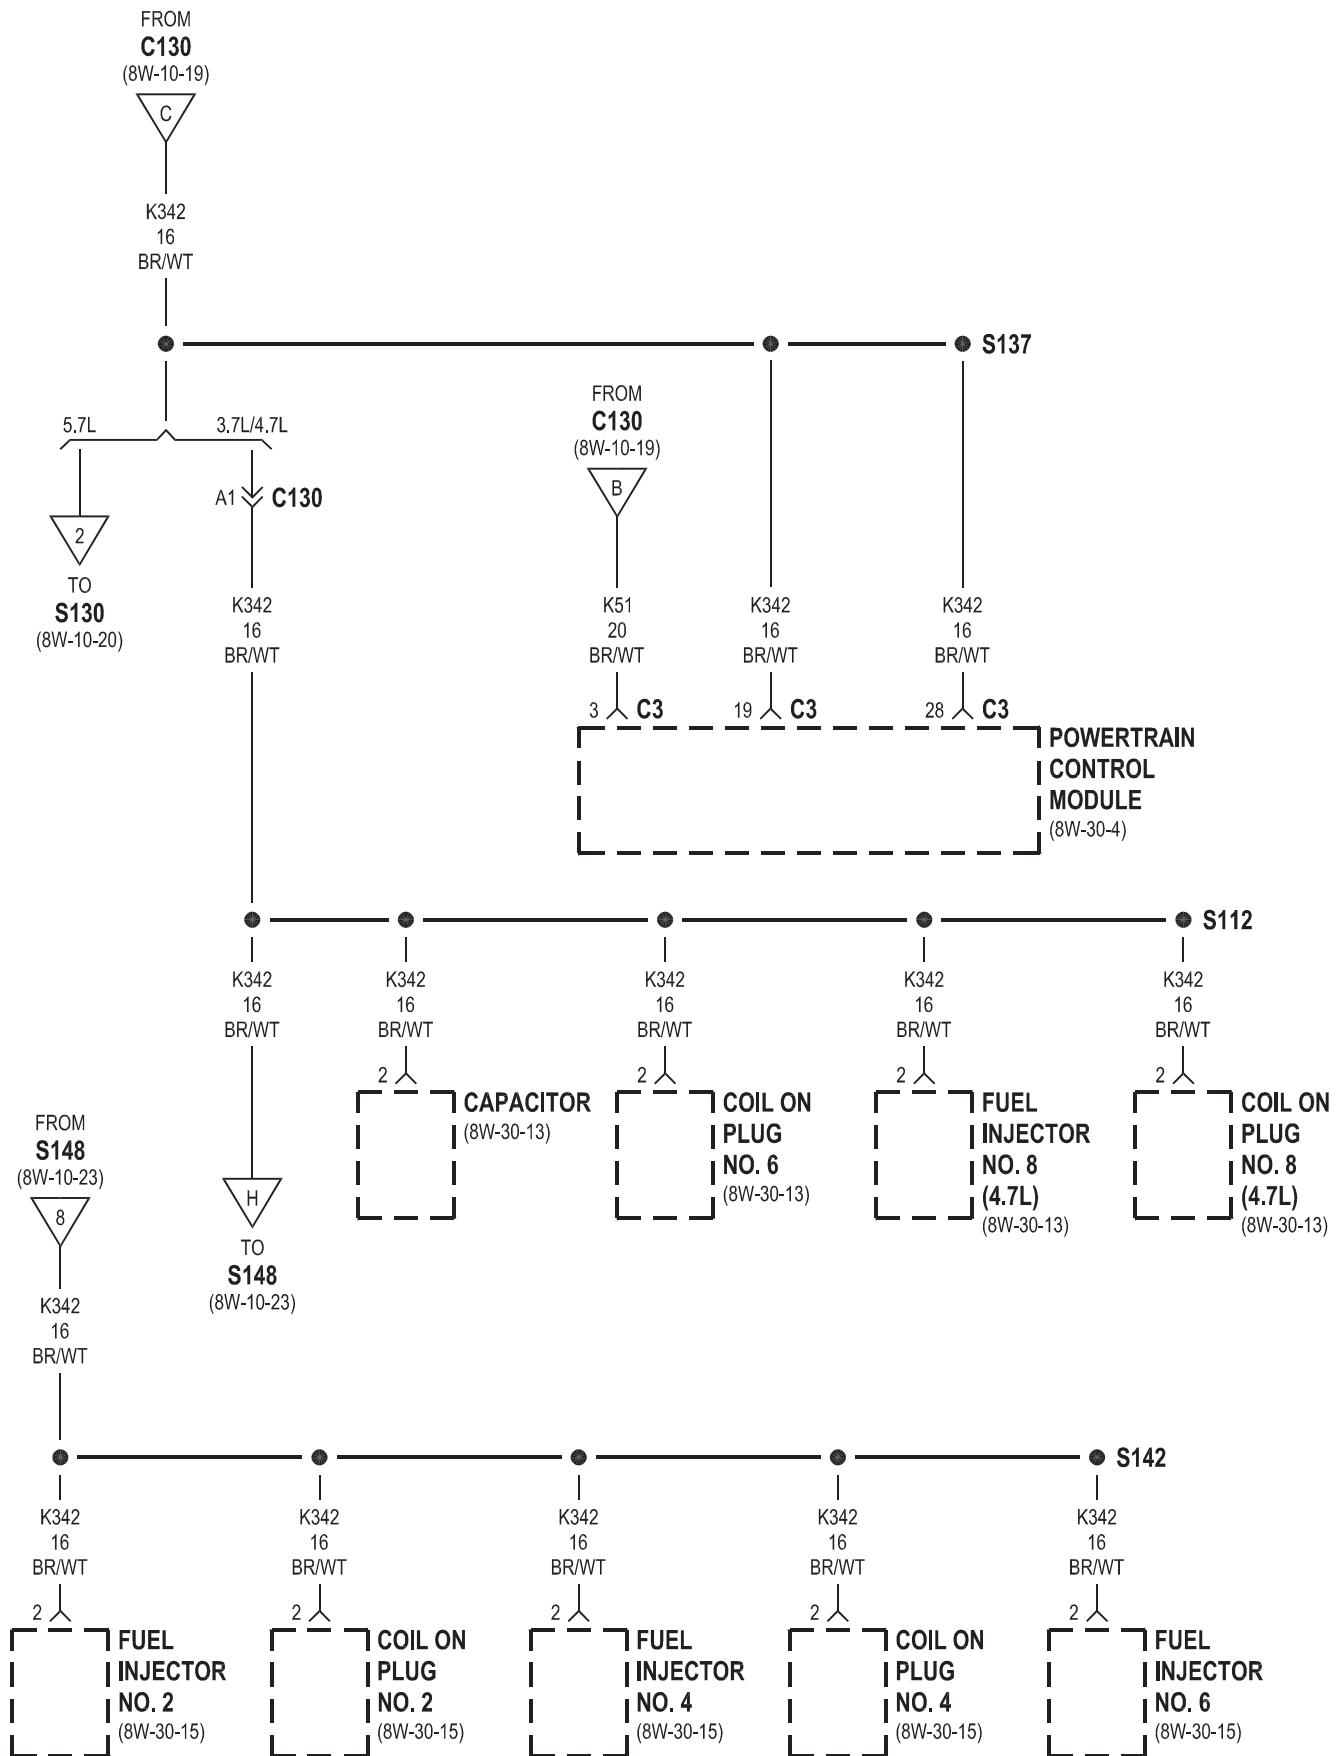 FROM
C130
(8W-10-19)
C
K342
16
BR/WT
S137
5.7L
3.7L/4.7L
2
TO
S130
(8W-10-20)
A1
C130
K342
16
BR/WT
FROM
C130
(8W-10-19)
B
K51
20
BR/WT
K342
16
BR/WT
K342
16
BR/WT
3
C3
19
C3
28
C3
POWERTRAIN
CONTROL
MODULE
(8W-30-4)
S112
K342
16
BR/WT
K342
16
BR/WT
K342
16
BR/WT
K342
16
BR/WT
K342
16
BR/WT
H
TO
S148
(8W-10-23)
2
CAPACITOR
(8W-30-13)
2
COIL ON
PLUG
NO. 6
(8W-30-13)
2
FUEL
INJECTOR
NO. 8
(4.7L)
(8W-30-13)
2
COIL ON
PLUG
NO. 8
(4.7L)
(8W-30-13)
FROM
S148
(8W-10-23)
8
K342
16
BR/WT
S142
K342
16
BR/WT
K342
16
BR/WT
K342
16
BR/WT
K342
16
BR/WT
K342
16
BR/WT
2
FUEL
INJECTOR
NO. 2
(8W-30-15)
2
COIL ON
PLUG
NO. 2
(8W-30-15)
2
FUEL
INJECTOR
NO. 4
(8W-30-15)
2
COIL ON
PLUG
NO. 4
(8W-30-15)
2
FUEL
INJECTOR
NO. 6
(8W-30-15)